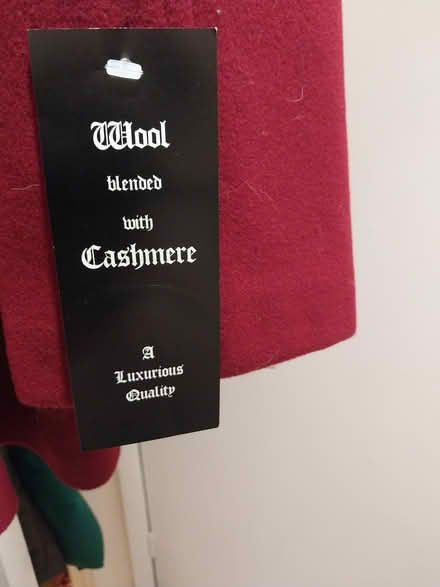 Wool
blended
with
Cashmere
A
Luxurious
Quality